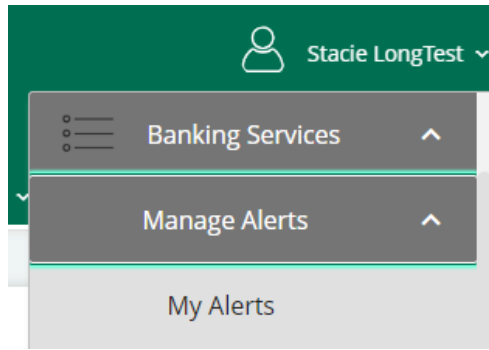 Stacie LongTest
Banking Services
Manage Alerts
My Alerts